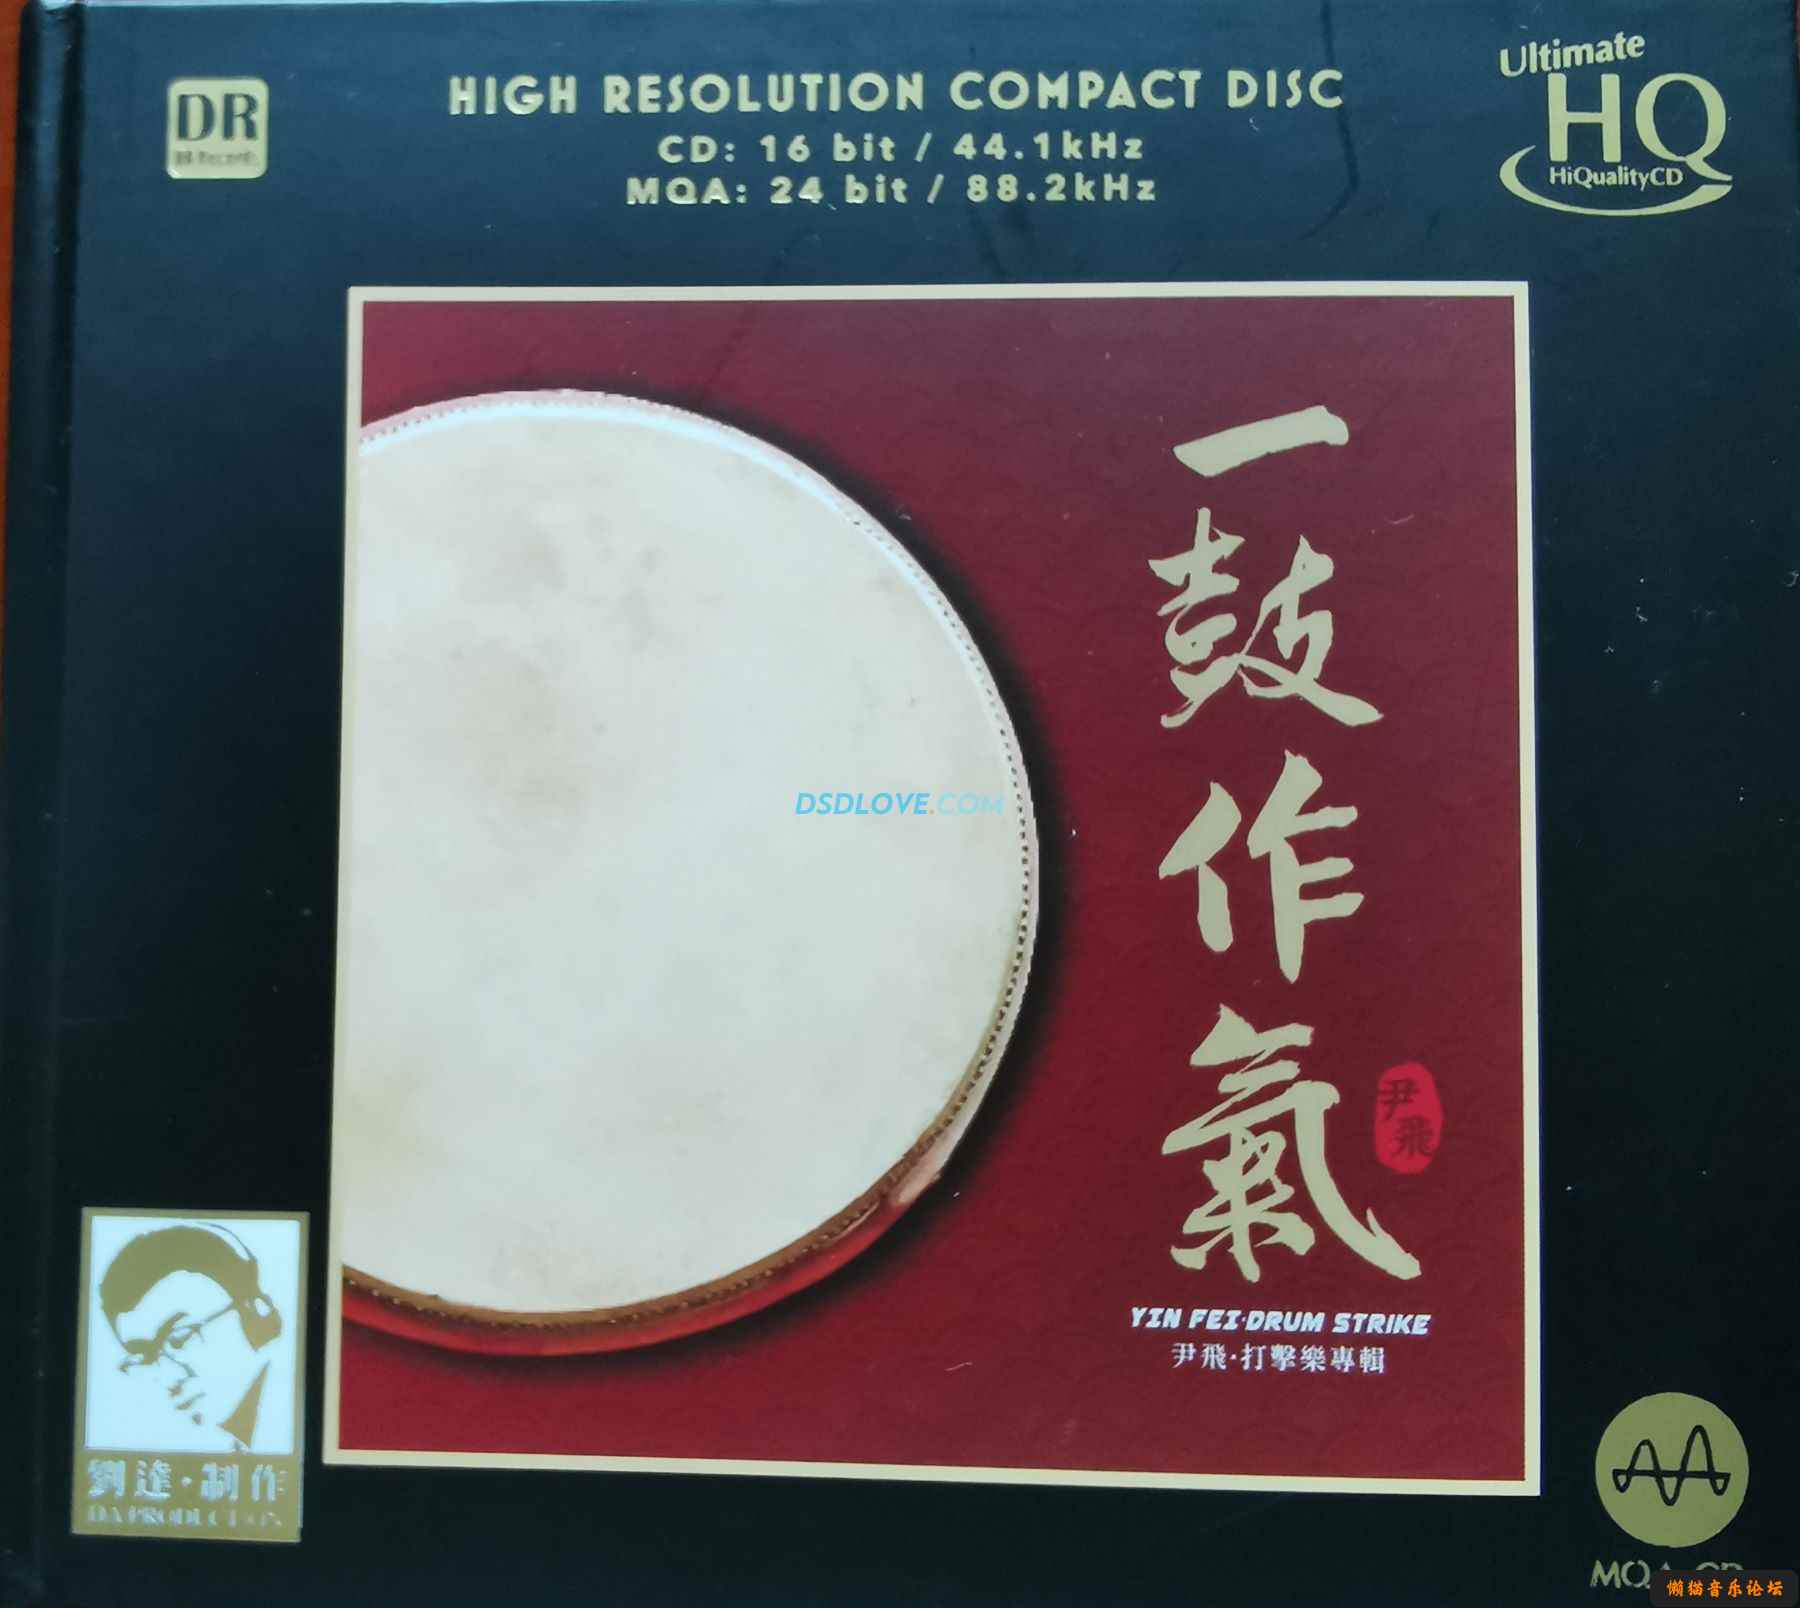 DR
HIGH RESOLUTION COMPACT DISC
CD: 16 bit / 44.1kHz
MQA: 24 bit / 88.2kHz
Ultimate
HQ
HiQualityCD
一鼓作氣
尹飛
DSDLOVE.COM
YIN FEI·DRUM STRIKE
尹飛·打擊樂專輯
劉達·制作
DA PRODUCTION
懒猫音乐论坛